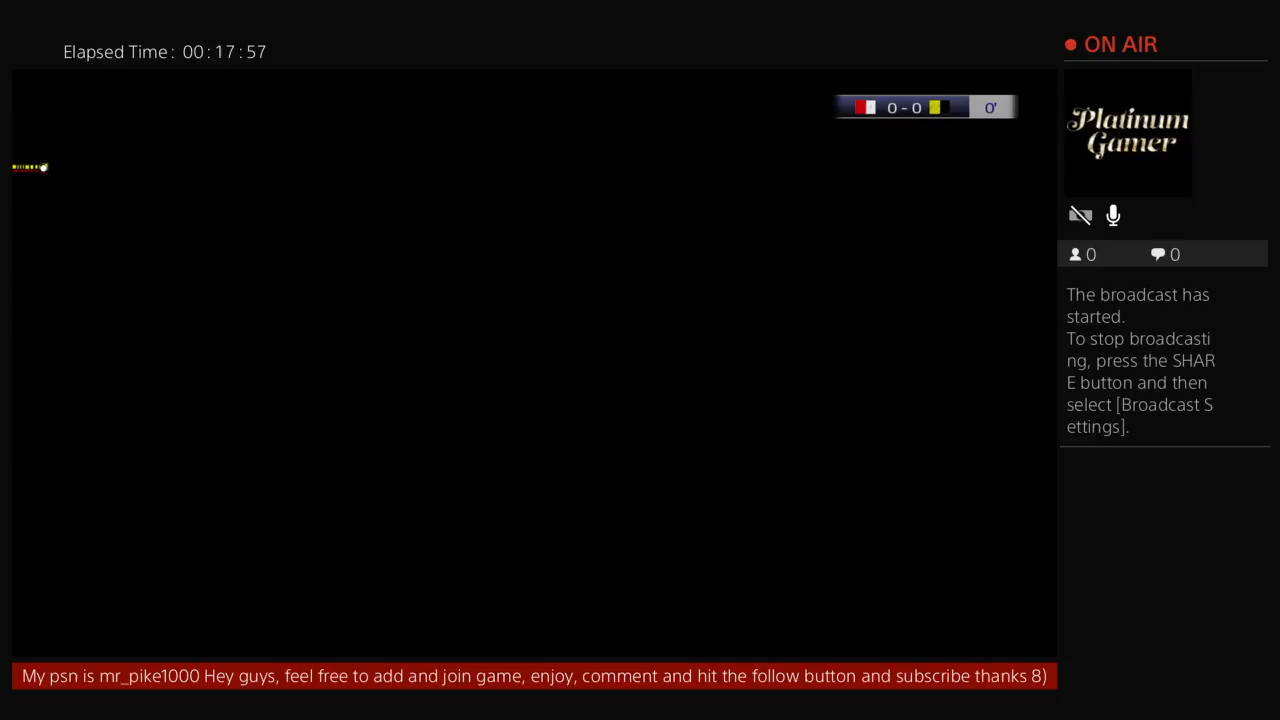 Elapsed Time: 00:17:57
ON AIR
0 - 0 0'
Platinum
Gamer
0 0
The broadcast has
started.
To stop broadcasti
ng, press the SHAR
E button and then
select [Broadcast S
ettings].
My psn is mr_pike1000 Hey guys, feel free to add and join game, enjoy, comment and hit the follow button and subscribe thanks 8)